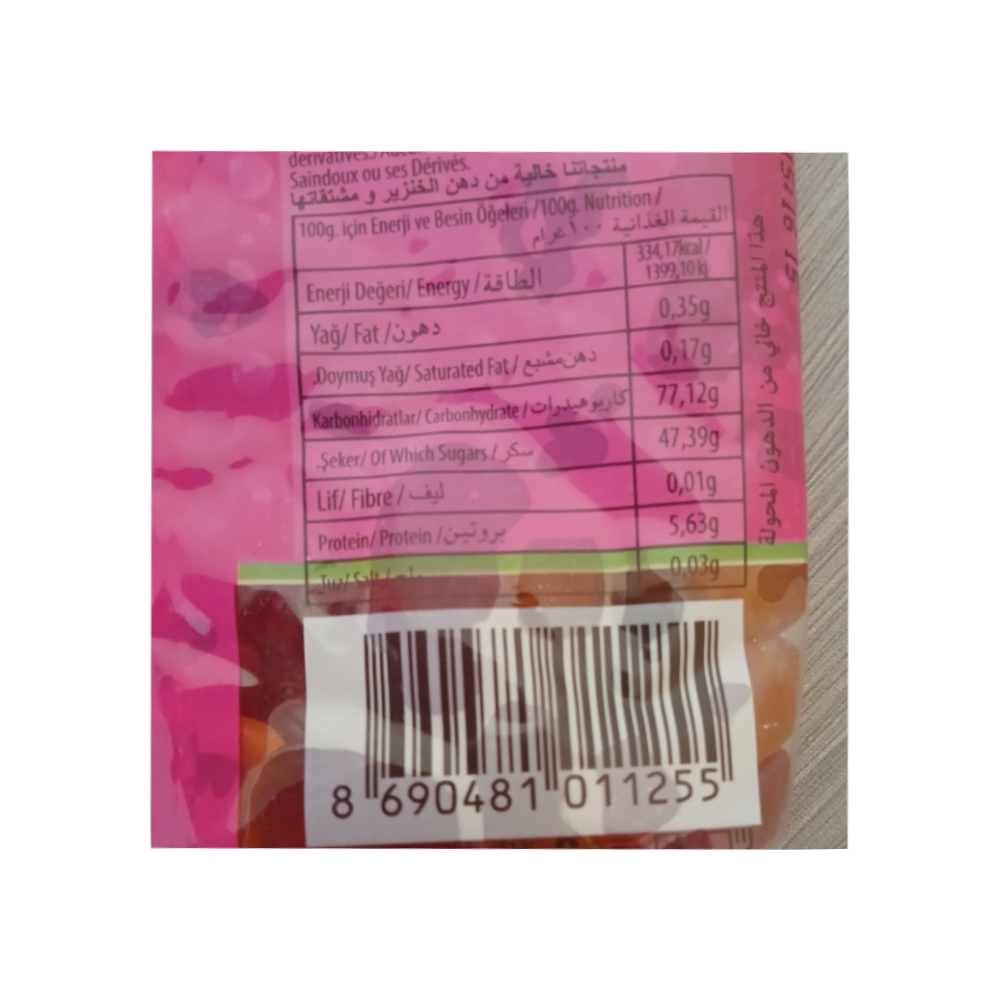 Saindoux ou ses Dérivés.
منتجاتنا خالية من دهن الخنزير و مشتقاتها
100g. için Enerji ve Besin Öğeleri /100g. Nutrition /
القيمة الغذائية ١٠٠ غرام
Enerji Değeri/ Energy / الطاقة 334,17kcal / 1399,10 kj
Yağ/ Fat / دهون 0,35g
.Doymuş Yağ/ Saturated Fat / دهن مشبع 0,17g
Karbonhidratlar/ Carbonhydrate / كاربوهيدرات 77,12g
.Şeker/ Of Which Sugars / سكر 47,39g
Lif/ Fibre / ليف 0,01g
Protein/ Protein / بروتين 5,63g
Tuz/ Salt / ملح 0,03g
هذا المنتج خالي من الدهون المحولة
8 690481 011255